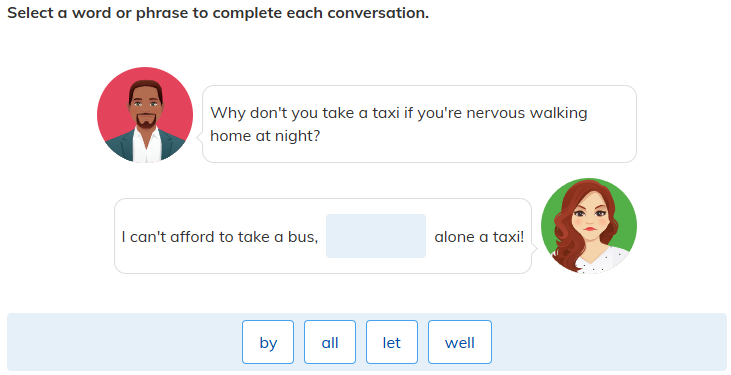 Select a word or phrase to complete each conversation.
Why don't you take a taxi if you're nervous walking
home at night?
I can't afford to take a bus, alone a taxi!
by all let well